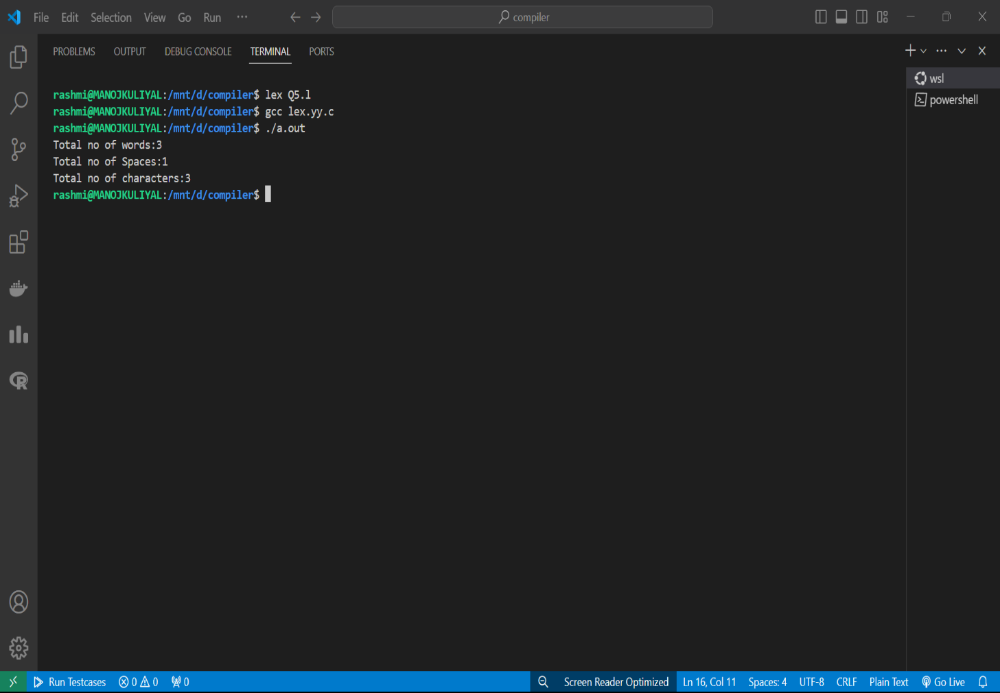 File Edit Selection View Go Run ··· ← → compiler
PROBLEMS OUTPUT DEBUG CONSOLE TERMINAL PORTS
wsl
powershell
rashmi@MANOJKULIYAL:/mnt/d/compiler$ lex Q5.l
rashmi@MANOJKULIYAL:/mnt/d/compiler$ gcc lex.yy.c
rashmi@MANOJKULIYAL:/mnt/d/compiler$ ./a.out
Total no of words:3
Total no of Spaces:1
Total no of characters:3
rashmi@MANOJKULIYAL:/mnt/d/compiler$
Run Testcases 0 0 0 Screen Reader Optimized Ln 16, Col 11 Spaces: 4 UTF-8 CRLF Plain Text Go Live